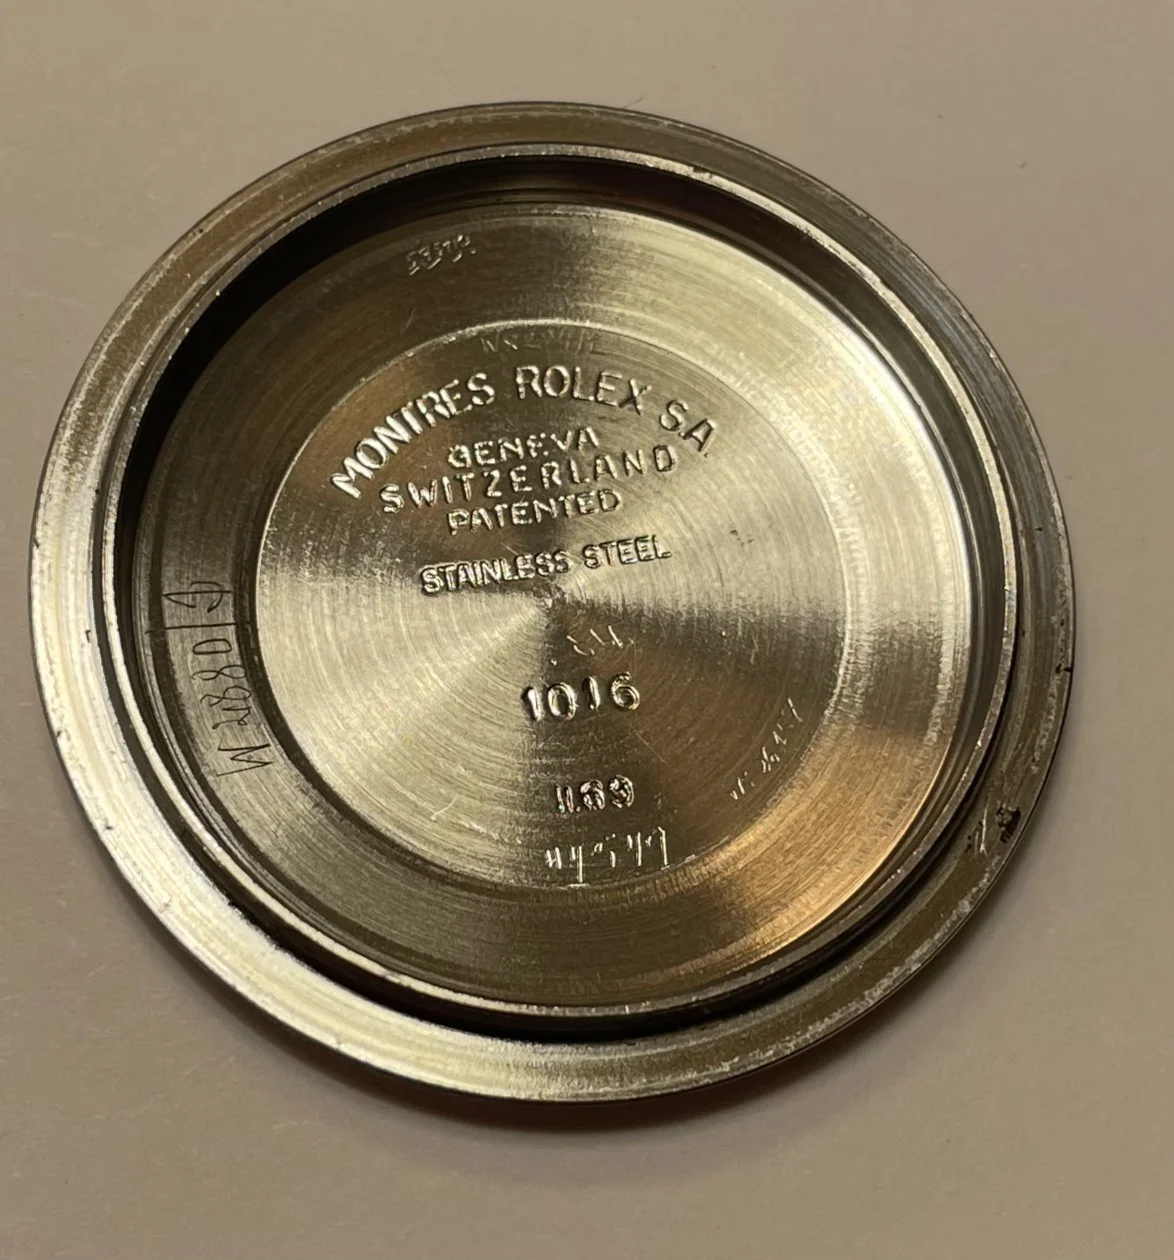 MONTRES ROLEX S.A.
GENEVA
SWITZERLAND
PATENTED
STAINLESS STEEL
1016
II.69